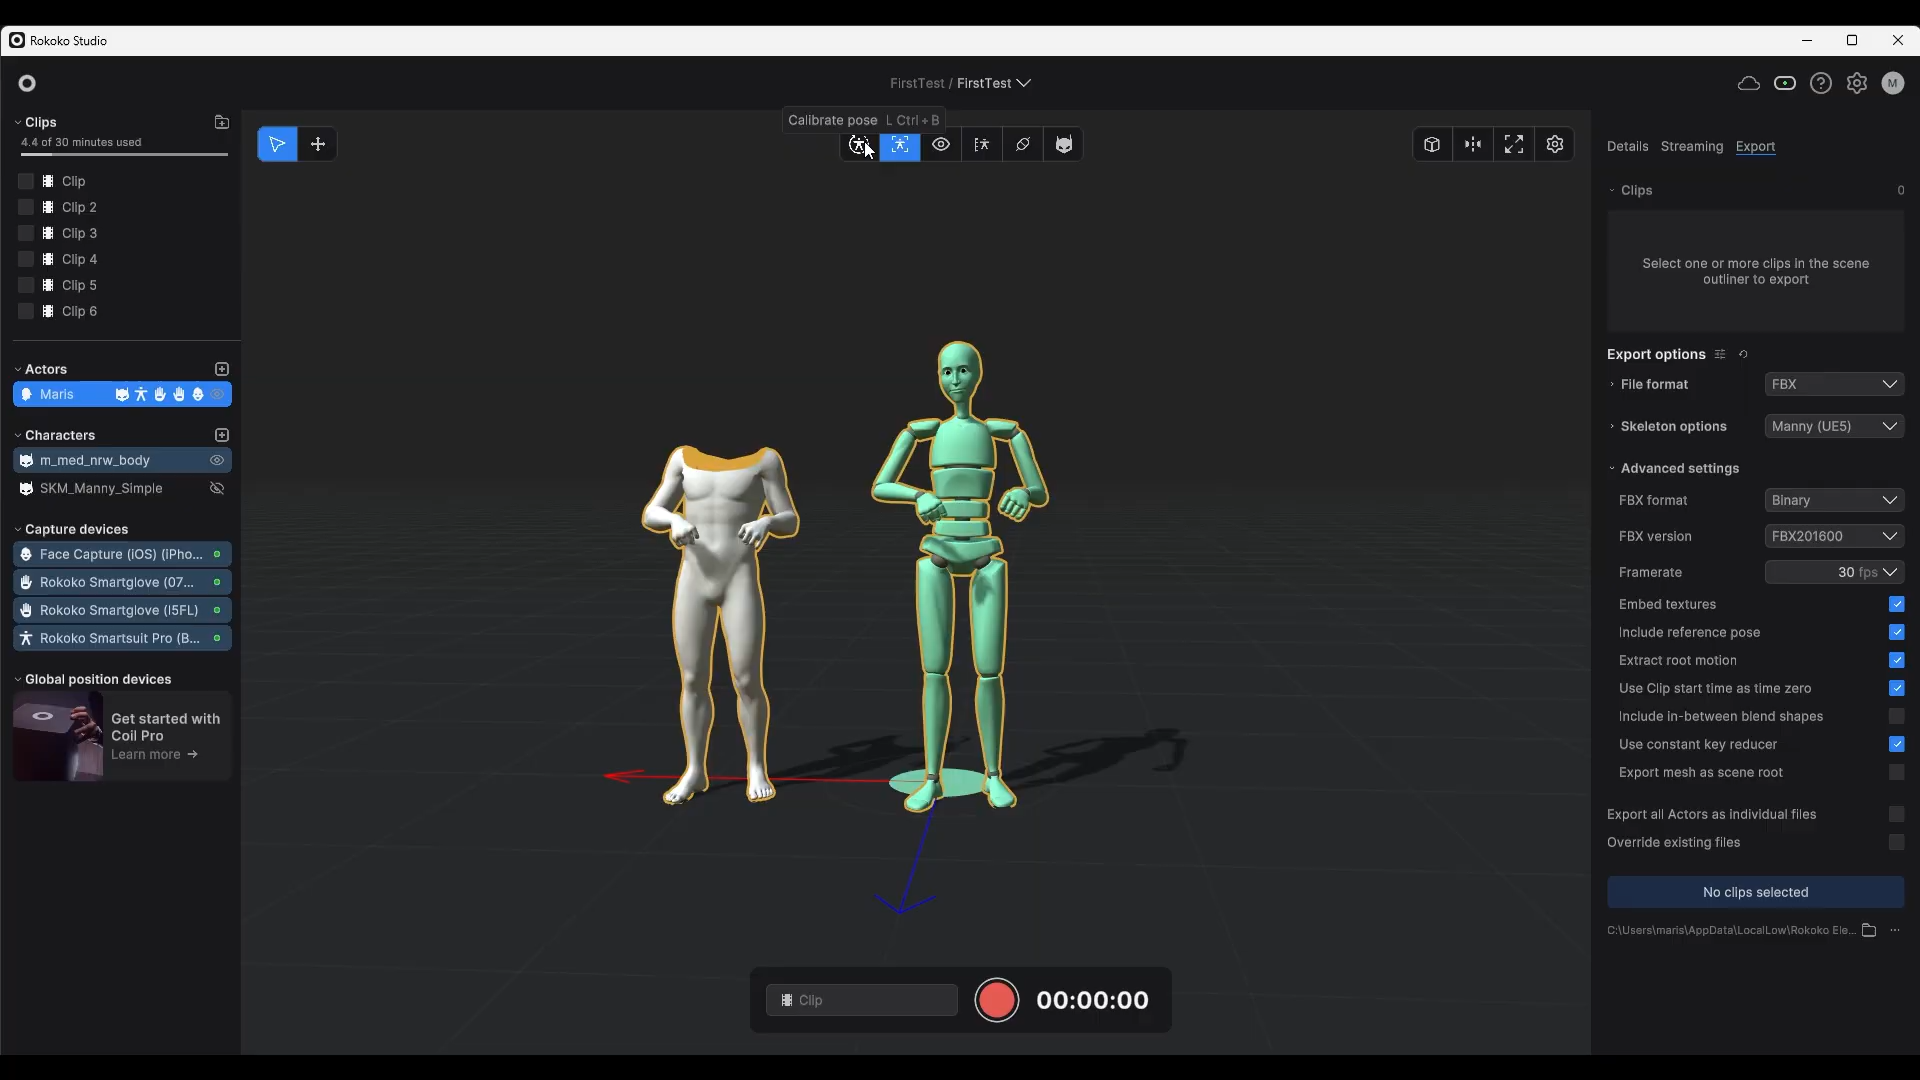 Rokoko Studio
FirstTest / FirstTest
M
Clips
4.4 of 30 minutes used
Clip
Clip 2
Clip 3
Clip 4
Clip 5
Clip 6
Actors
Maris
Characters
m_med_nrw_body
SKM_Manny_Simple
Capture devices
Face Capture (iOS) (iPho...
Rokoko Smartglove (07...
Rokoko Smartglove (I5FL)
Rokoko Smartsuit Pro (B...
Global position devices
Get started with
Coil Pro
Learn more →
Calibrate pose L Ctrl + B
Clip
00:00:00
Details Streaming Export
Clips 0
Select one or more clips in the scene
outliner to export
Export options
File format FBX
Skeleton options Manny (UE5)
Advanced settings
FBX format Binary
FBX version FBX201600
Framerate 30 fps
Embed textures
Include reference pose
Extract root motion
Use Clip start time as time zero
Include in-between blend shapes
Use constant key reducer
Export mesh as scene root
Export all Actors as individual files
Override existing files
No clips selected
C:\Users\maris\AppData\LocalLow\Rokoko Ele...